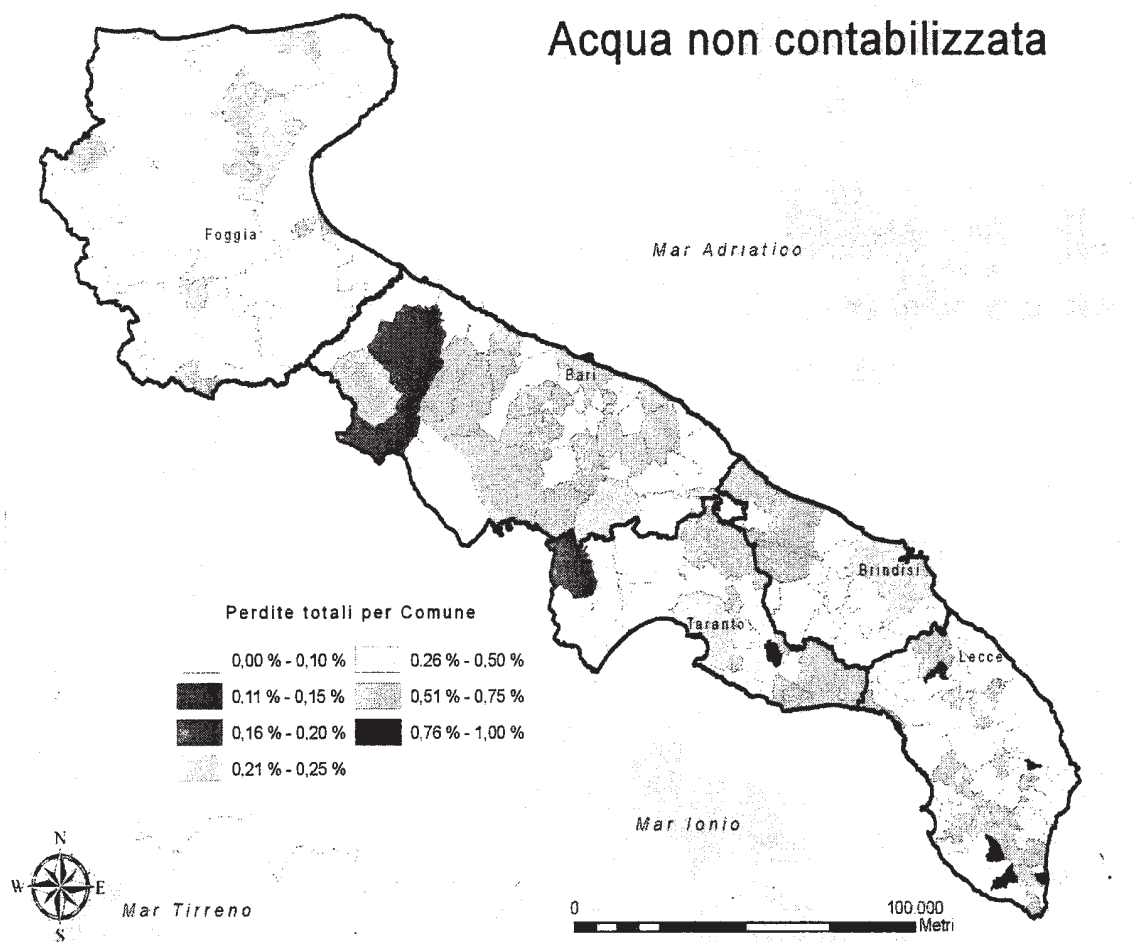 Acqua non contabilizzata
Foggia
Mar Adriatico
Bari
Brindisi
Perdite totali per Comune
Taranto
Lecce
0,00 % - 0,10 %
0.26 % - 0,50 %
0.11 % - 0,15 %
0,51 % - 0,75 %
0,16 % - 0,20 %
0,76 % - 1,00 %
0,21 % - 0,25 %
Mar Ionio
N
W E
S
Mar Tirreno
0 100.000
Metri